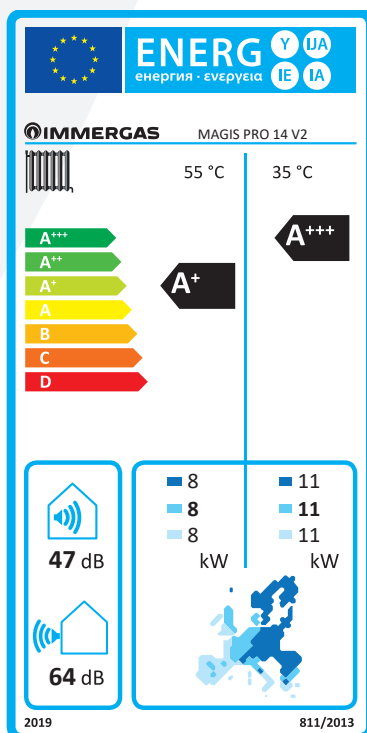 ENERG Y IJA
енергия · ενεργεια IE IA
IMMERGAS MAGIS PRO 14 V2
55 °C 35 °C
A+++
A++
A+
A
B
C
D
A+
A+++
8 11
8 11
8 11
kW kW
47 dB
64 dB
2019 811/2013